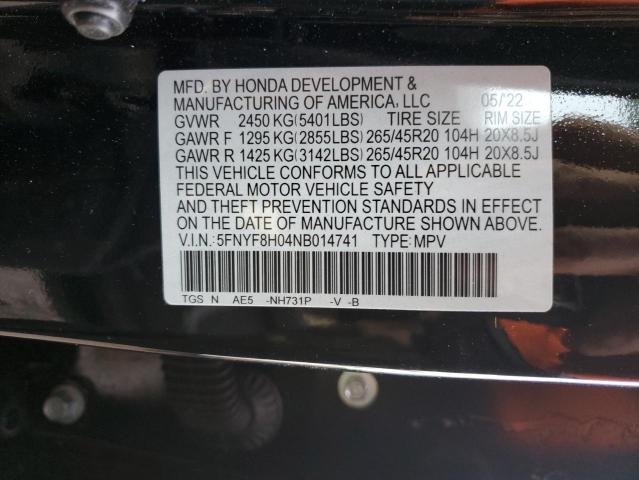 MFD. BY HONDA DEVELOPMENT &
MANUFACTURING OF AMERICA, LLC 05/22
GVWR 2450 KG(5401LBS) TIRE SIZE RIM SIZE
GAWR F 1295 KG(2855LBS) 265/45R20 104H 20X8.5J
GAWR R 1425 KG(3142LBS) 265/45R20 104H 20X8.5J
THIS VEHICLE CONFORMS TO ALL APPLICABLE
FEDERAL MOTOR VEHICLE SAFETY
AND THEFT PREVENTION STANDARDS IN EFFECT
ON THE DATE OF MANUFACTURE SHOWN ABOVE.
V.I.N.:5FNYF8H04NB014741 TYPE:MPV
TGS N AE5 -NH731P -V -B